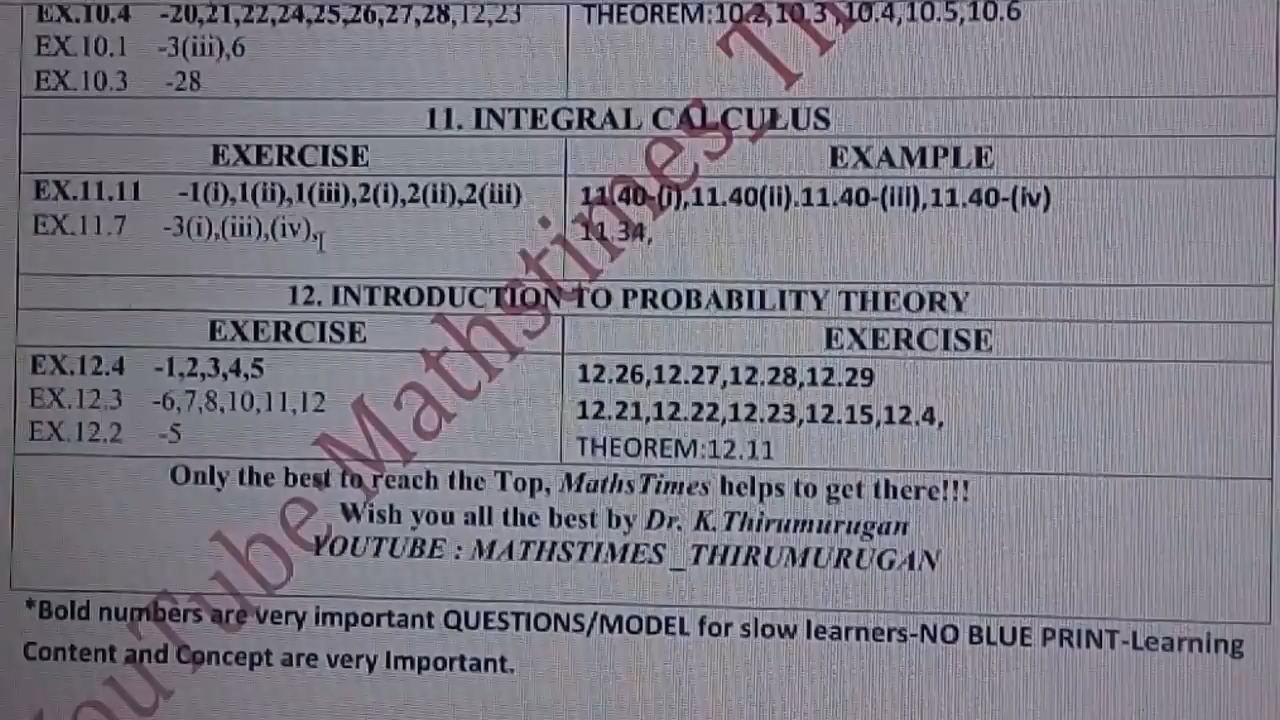 EX.10.4 -20,21,22,24,25,26,27,28,12,23 THEOREM:10.2,10.3,10.4,10.5,10.6
EX.10.1 -3(iii),6
EX.10.3 -28
11. INTEGRAL CALCULUS
EXERCISE EXAMPLE
EX.11.11 -1(i),1(ii),1(iii),2(i),2(ii),2(iii) 11.40-(i),11.40(ii).11.40-(iii),11.40-(iv)
EX.11.7 -3(i),(iii),(iv), 11.34,
12. INTRODUCTION TO PROBABILITY THEORY
EXERCISE EXERCISE
EX.12.4 -1,2,3,4,5 12.26,12.27,12.28,12.29
EX.12.3 -6,7,8,10,11,12 12.21,12.22,12.23,12.15,12.4,
EX.12.2 -5 THEOREM:12.11
Only the best to reach the Top, MathsTimes helps to get there!!!
Wish you all the best by Dr. K.Thirumurugan
YOUTUBE : MATHSTIMES_THIRUMURUGAN
*Bold numbers are very important QUESTIONS/MODEL for slow learners-NO BLUE PRINT-Learning
Content and Concept are very Important.
YouTube Mathstimes_